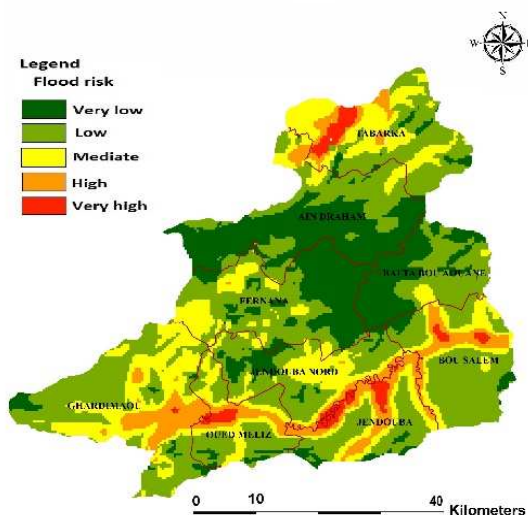 N
W
S
Legend
Flood risk
Very low
Low
Mediate
High
Very high
TABARKA
AIN DRAHAM
BALTA BOU AOUANE
FERNANA
JENDOUBA NORD
BOU SALEM
GHARDIMAOU
OUED MELIZ
JENDOUBA
0 10 40 Kilometers